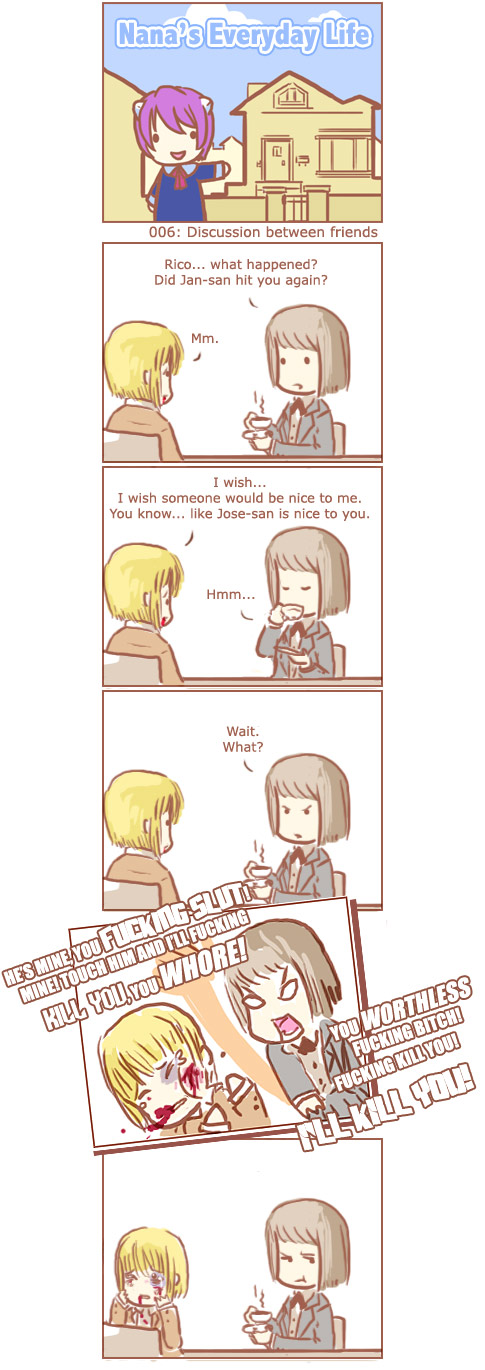 Nana's Everyday Life
006: Discussion between friends
Rico... what happened?
Did Jan-san hit you again?
Mm.
I wish...
I wish someone would be nice to me.
You know... like Jose-san is nice to you.
Hmm...
Wait.
What?
HE'S MINE, YOU FUCKING SLUT!
MINE! TOUCH HIM AND I'LL FUCKING
KILL YOU, YOU WHORE!
YOU WORTHLESS
FUCKING BITCH!
FUCKING KILL YOU!
I'LL KILL YOU!